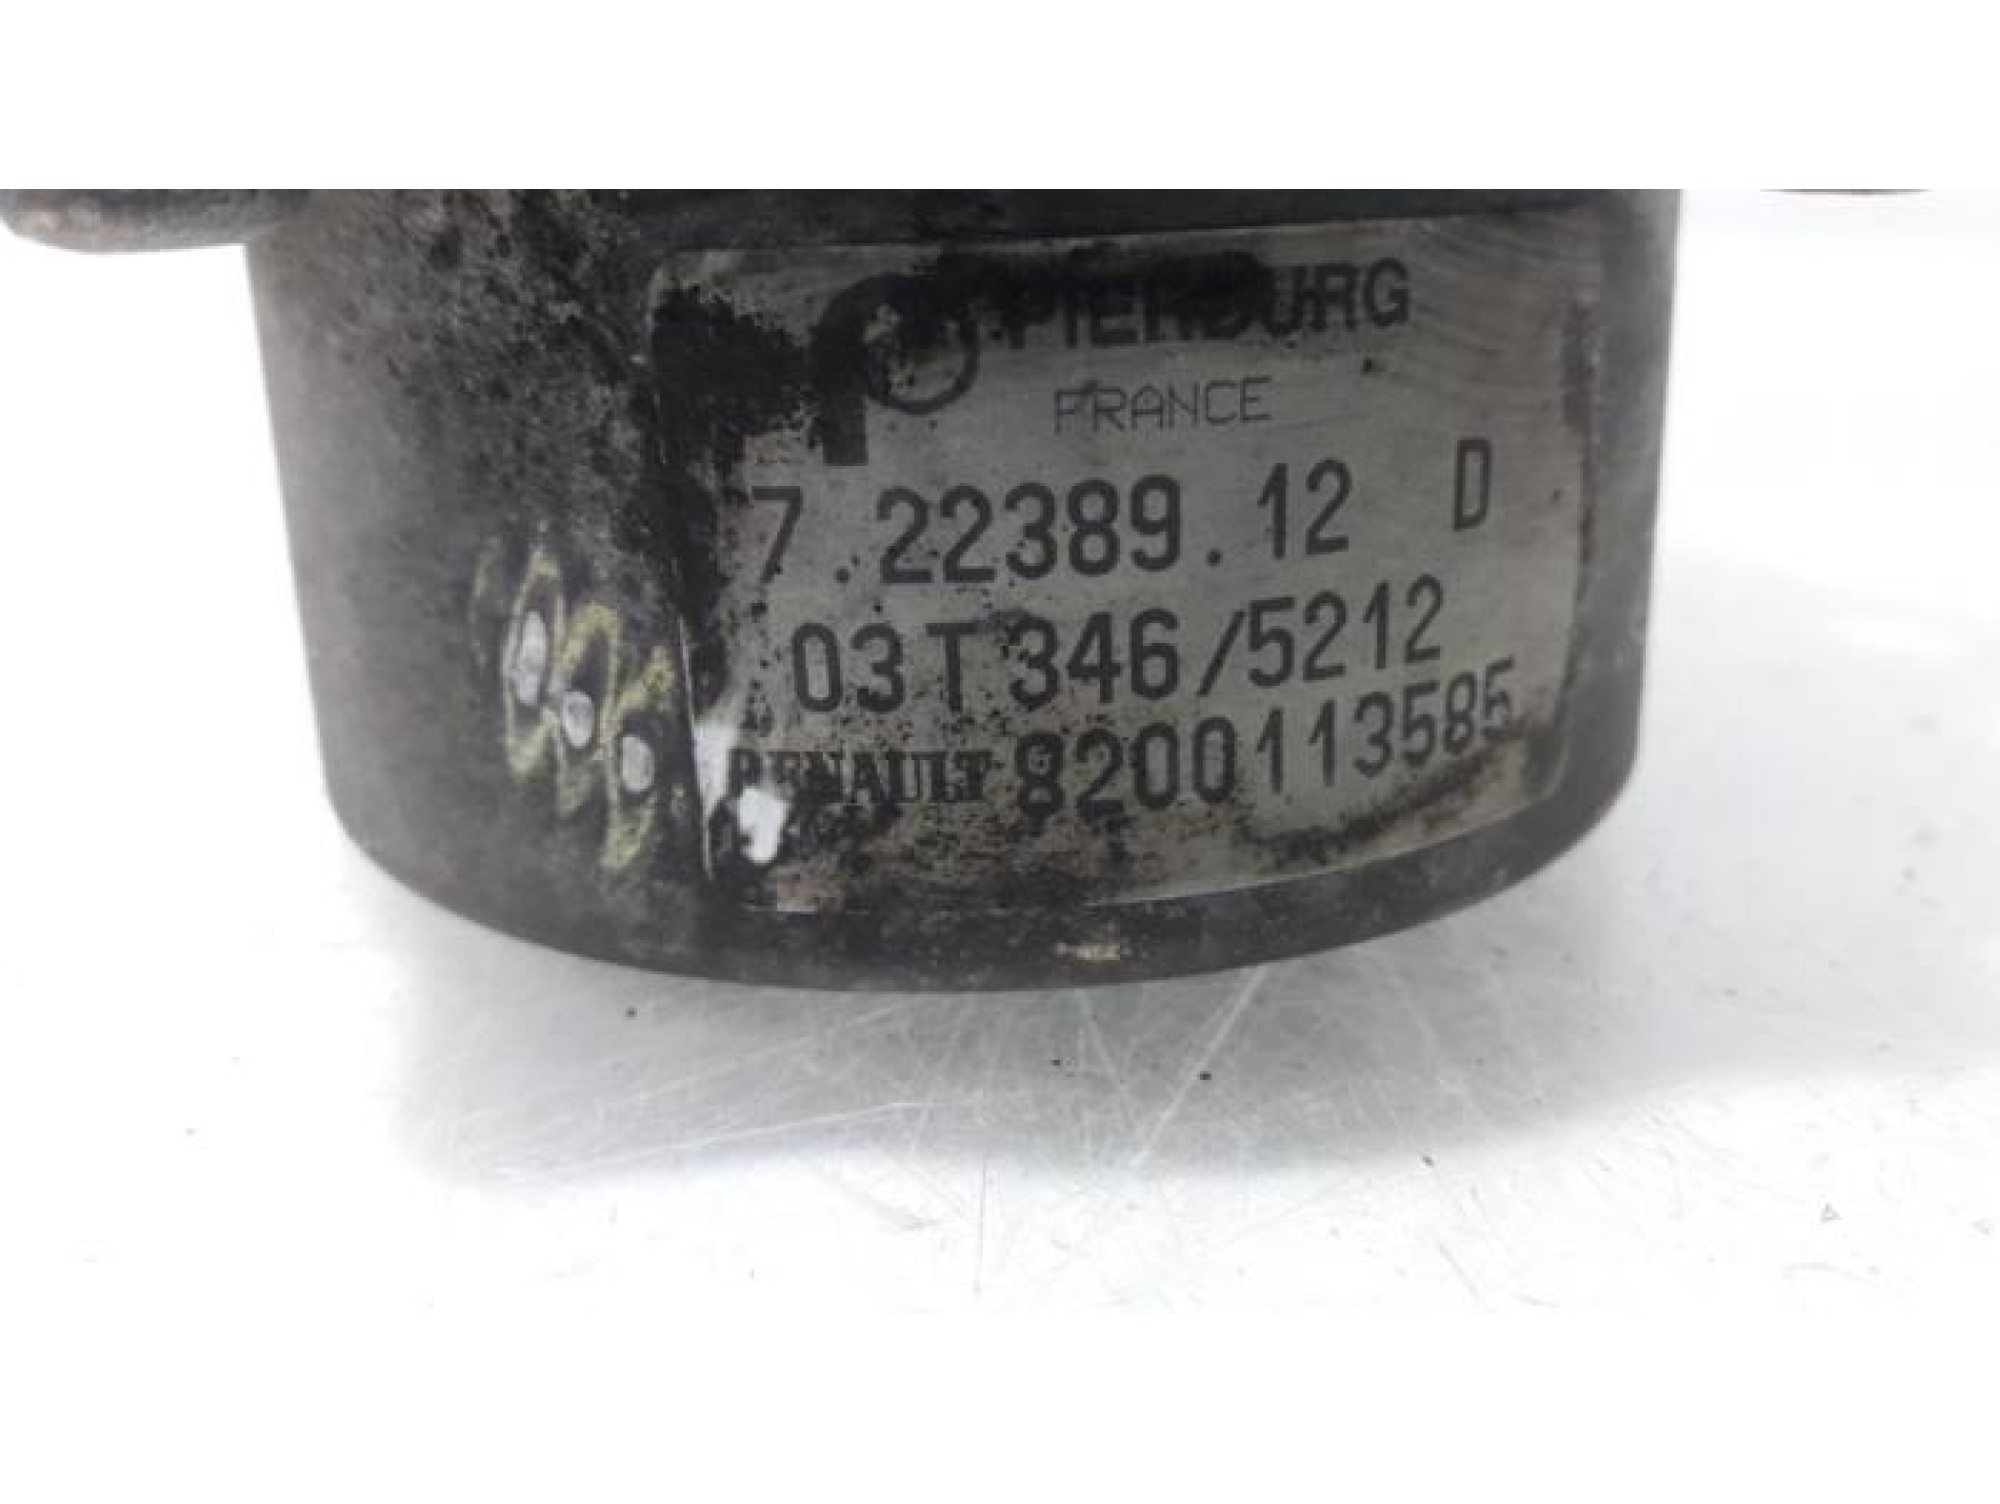 PIERBURG
FRANCE
7.22389.12 D
03T346/5212
RENAULT 8200113585